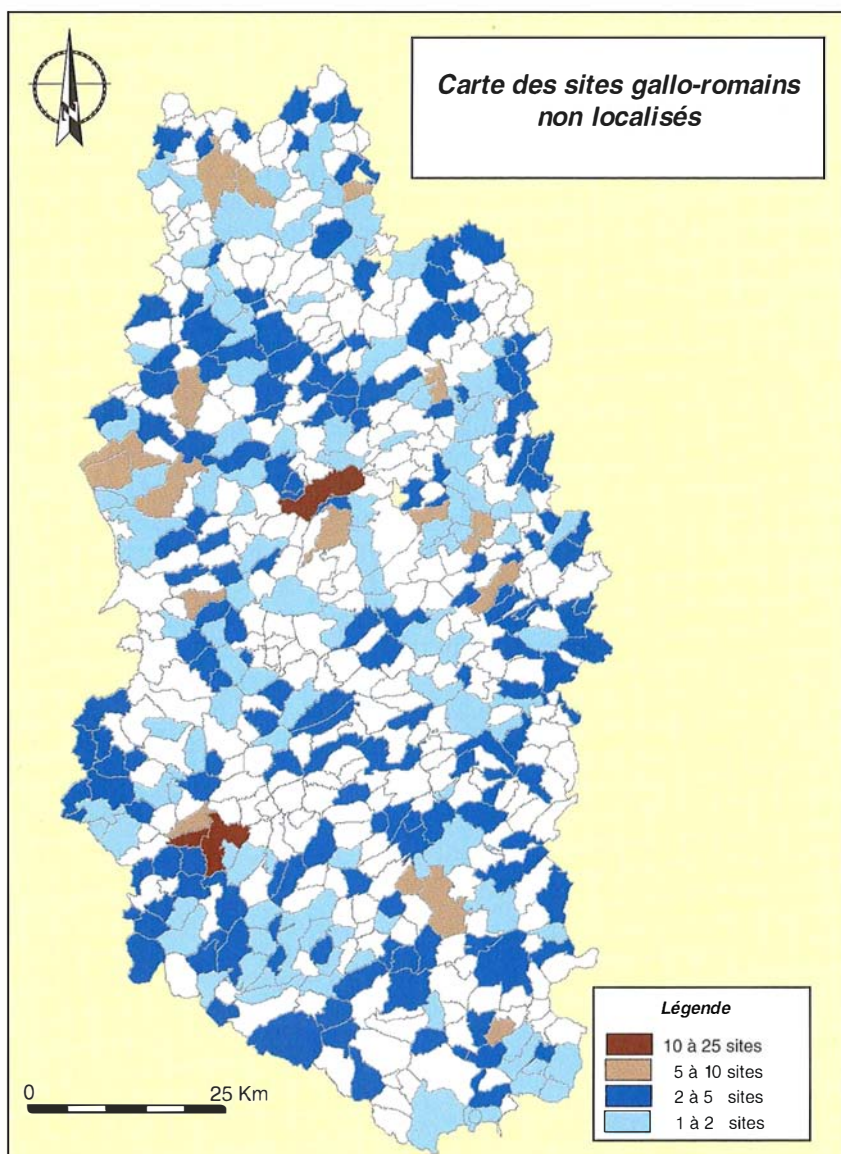 Carte des sites gallo-romains
non localisés
N
Légende
10 à 25 sites
5 à 10 sites
2 à 5 sites
1 à 2 sites
0 25 Km